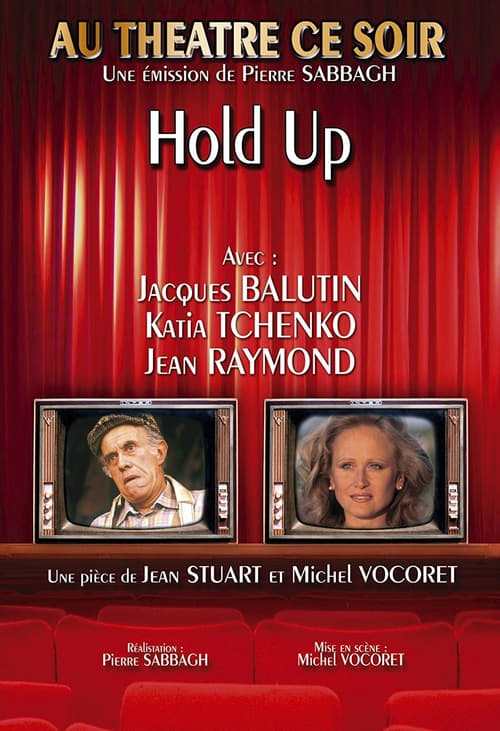 AU THEATRE CE SOIR
Une émission de Pierre SABBAGH
Hold Up
Avec :
Jacques BALUTIN
Katia TCHENKO
Jean RAYMOND
Une pièce de Jean STUART et Michel VOCORET
Réalistation :
Pierre SABBAGH
Mise en scène :
Michel VOCORET